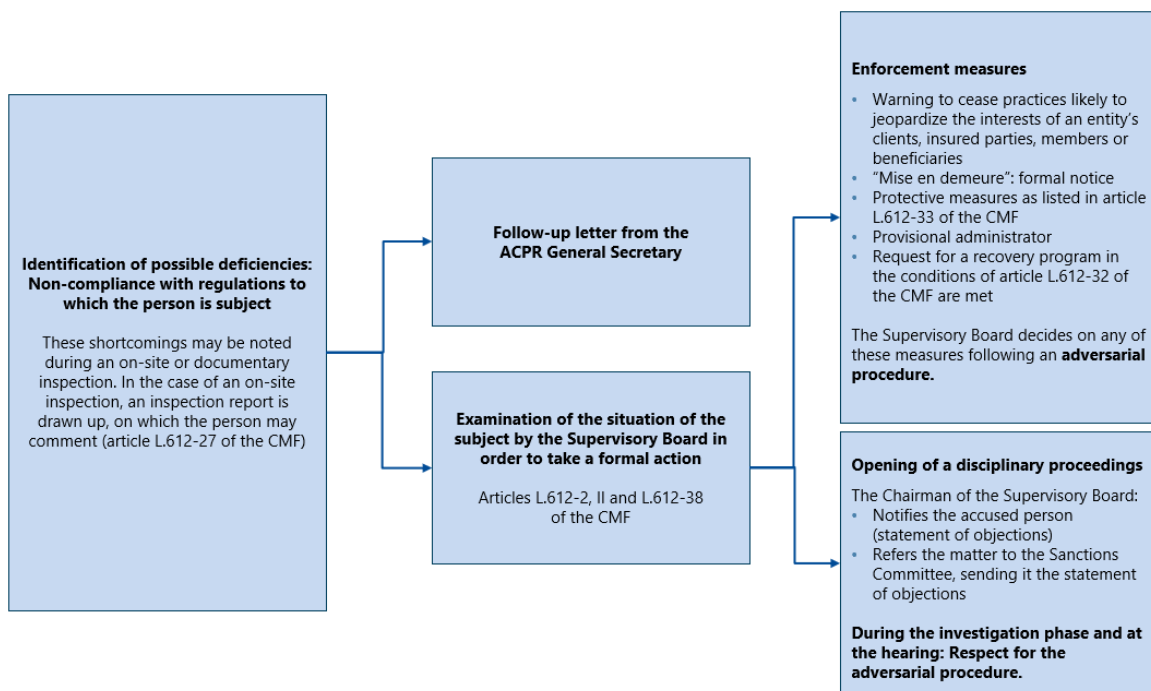 Identification of possible deficiencies:
Non-compliance with regulations to
which the person is subject
These shortcomings may be noted
during an on-site or documentary
inspection. In the case of an on-site
inspection, an inspection report is
drawn up, on which the person may
comment (article L.612-27 of the CMF)
Follow-up letter from the
ACPR General Secretary
Examination of the situation of the
subject by the Supervisory Board in
order to take a formal action
Articles L.612-2, II and L.612-38
of the CMF
Enforcement measures
• Warning to cease practices likely to
jeopardize the interests of an entity’s
clients, insured parties, members or
beneficiaries
• “Mise en demeure”: formal notice
• Protective measures as listed in article
L.612-33 of the CMF
• Provisional administrator
• Request for a recovery program in
the conditions of article L.612-32 of
the CMF are met
The Supervisory Board decides on any of
these measures following an adversarial
procedure.
Opening of a disciplinary proceedings
The Chairman of the Supervisory Board:
• Notifies the accused person
(statement of objections)
• Refers the matter to the Sanctions
Committee, sending it the statement
of objections
During the investigation phase and at
the hearing: Respect for the
adversarial procedure.